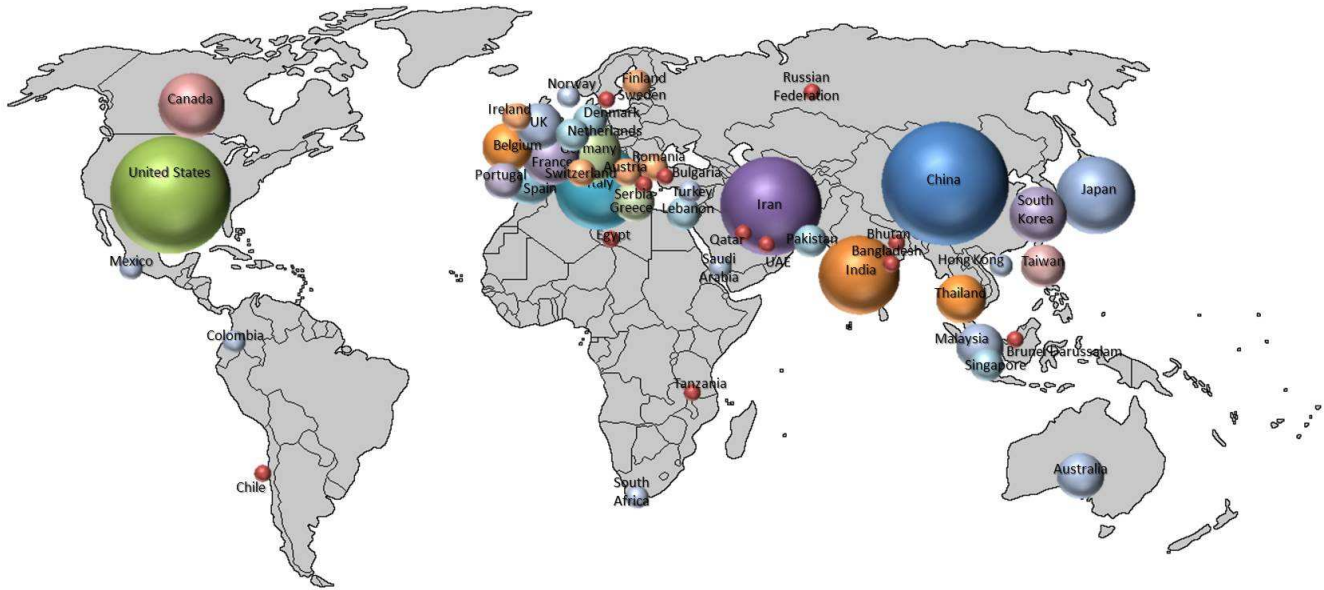 Canada
United States
Mexico
Colombia
Chile
Norway
Finland
Sweden
Ireland
UK
Denmark
Netherlands
Belgium
Germany
France
Romania
Austria
Switzerland
Italy
Bulgaria
Portugal
Spain
Serbia
Greece
Turkey
Lebanon
Egypt
Russian
Federation
Iran
Qatar
UAE
Saudi
Arabia
Pakistan
India
Bhutan
Bangladesh
China
South
Korea
Japan
Hong Kong
Taiwan
Thailand
Malaysia
Singapore
Brunei Darussalam
Tanzania
South
Africa
Australia